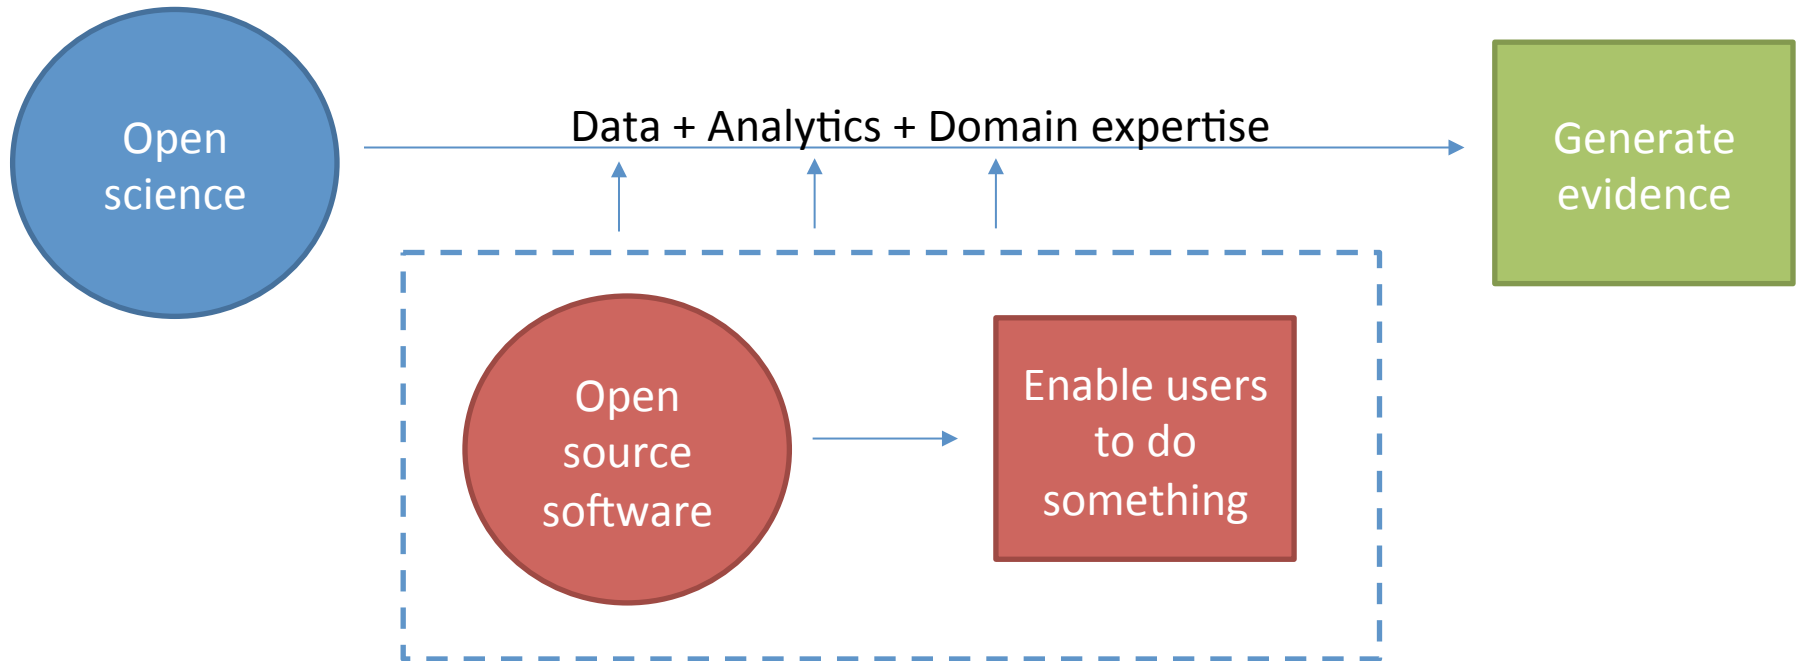 Open
science
Data + Analytics + Domain expertise
Generate
evidence
Open
source
software
Enable users
to do
something